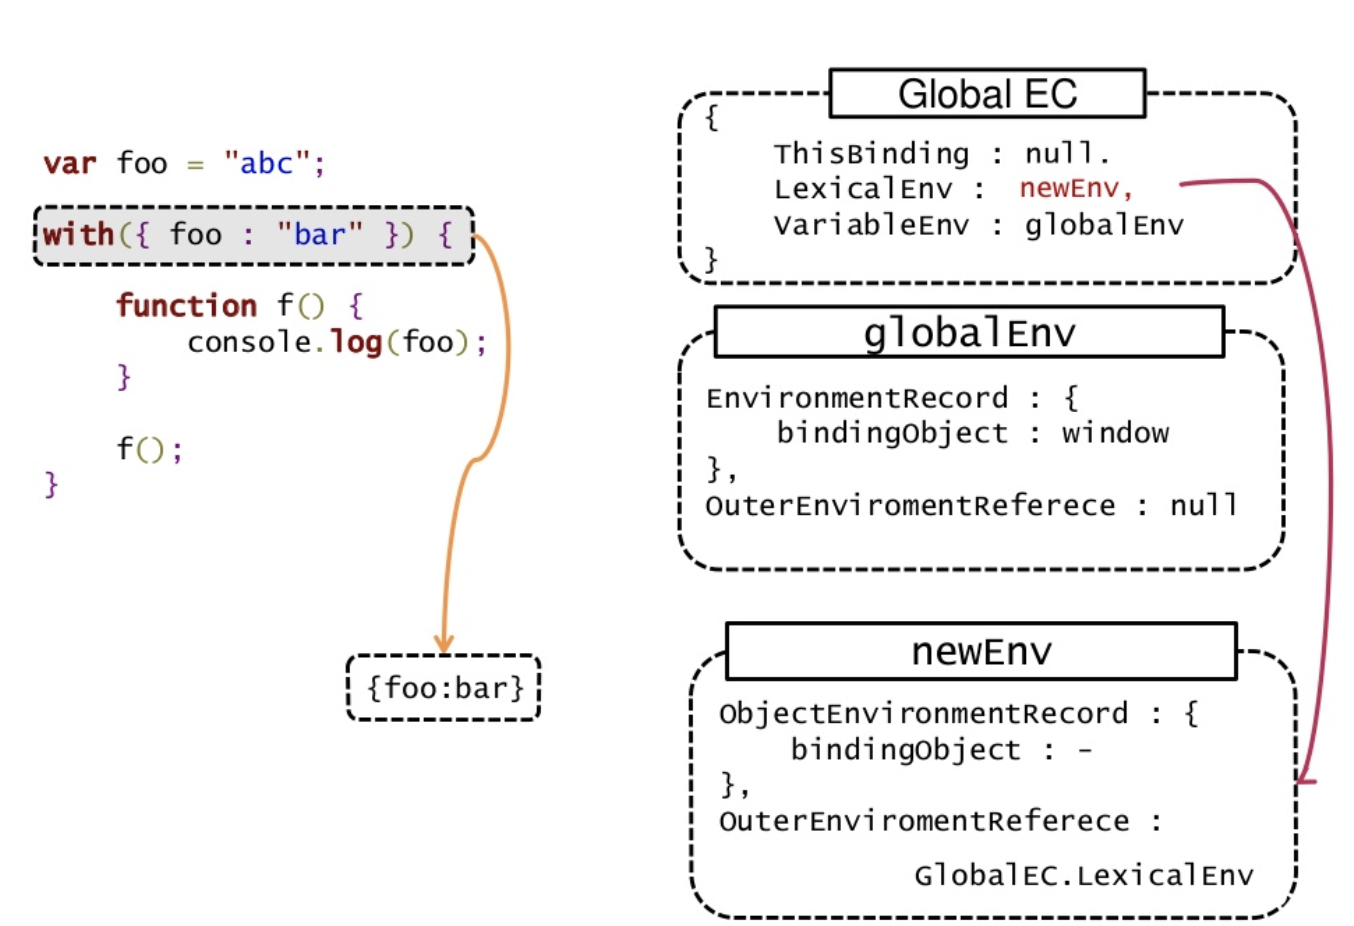 var foo = "abc";
with({ foo : "bar" }) {
function f() {
console.log(foo);
}
f();
}
{foo:bar}
Global EC
{
ThisBinding : null.
LexicalEnv : newEnv,
VariableEnv : globalEnv
}
globalEnv
EnvironmentRecord : {
bindingObject : window
},
OuterEnviromentReferece : null
newEnv
ObjectEnvironmentRecord : {
bindingObject : -
},
OuterEnviromentReferece :
GlobalEC.LexicalEnv